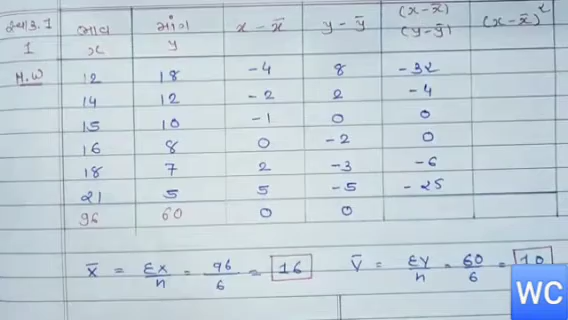 સ્વા.3.1 ભાવ માંગ x - x̄ y - ȳ (x-x̄) (y-ȳ) (x-x̄)²
1 x y
H.W 12 18 -4 8 -32
14 12 -2 2 -4
15 10 -1 0 0
16 8 0 -2 0
18 7 2 -3 -6
21 5 5 -5 -25
96 60 0 0
x̄ = Σx/n = 96/6 = 16 ȳ = Σy/n = 60/6 = 10
WC